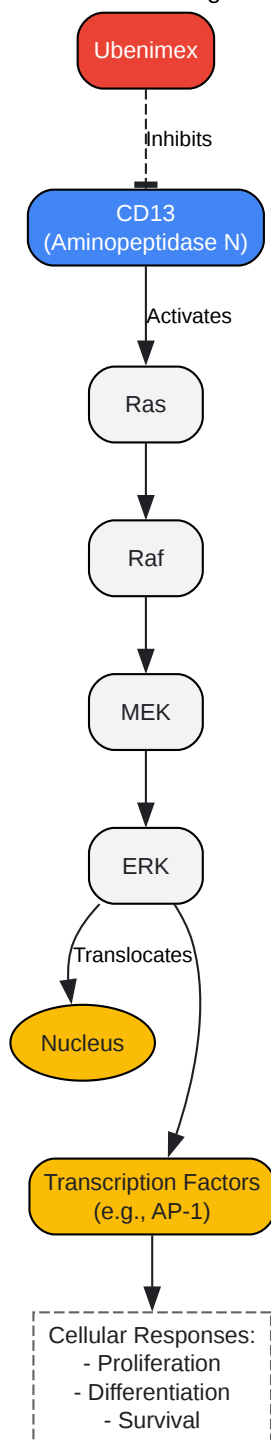 Ubenimex
Inhibits
CD13
(Aminopeptidase N)
Activates
Ras
Raf
MEK
ERK
Translocates
Nucleus
Transcription Factors
(e.g., AP-1)
Cellular Responses:
- Proliferation
- Differentiation
- Survival